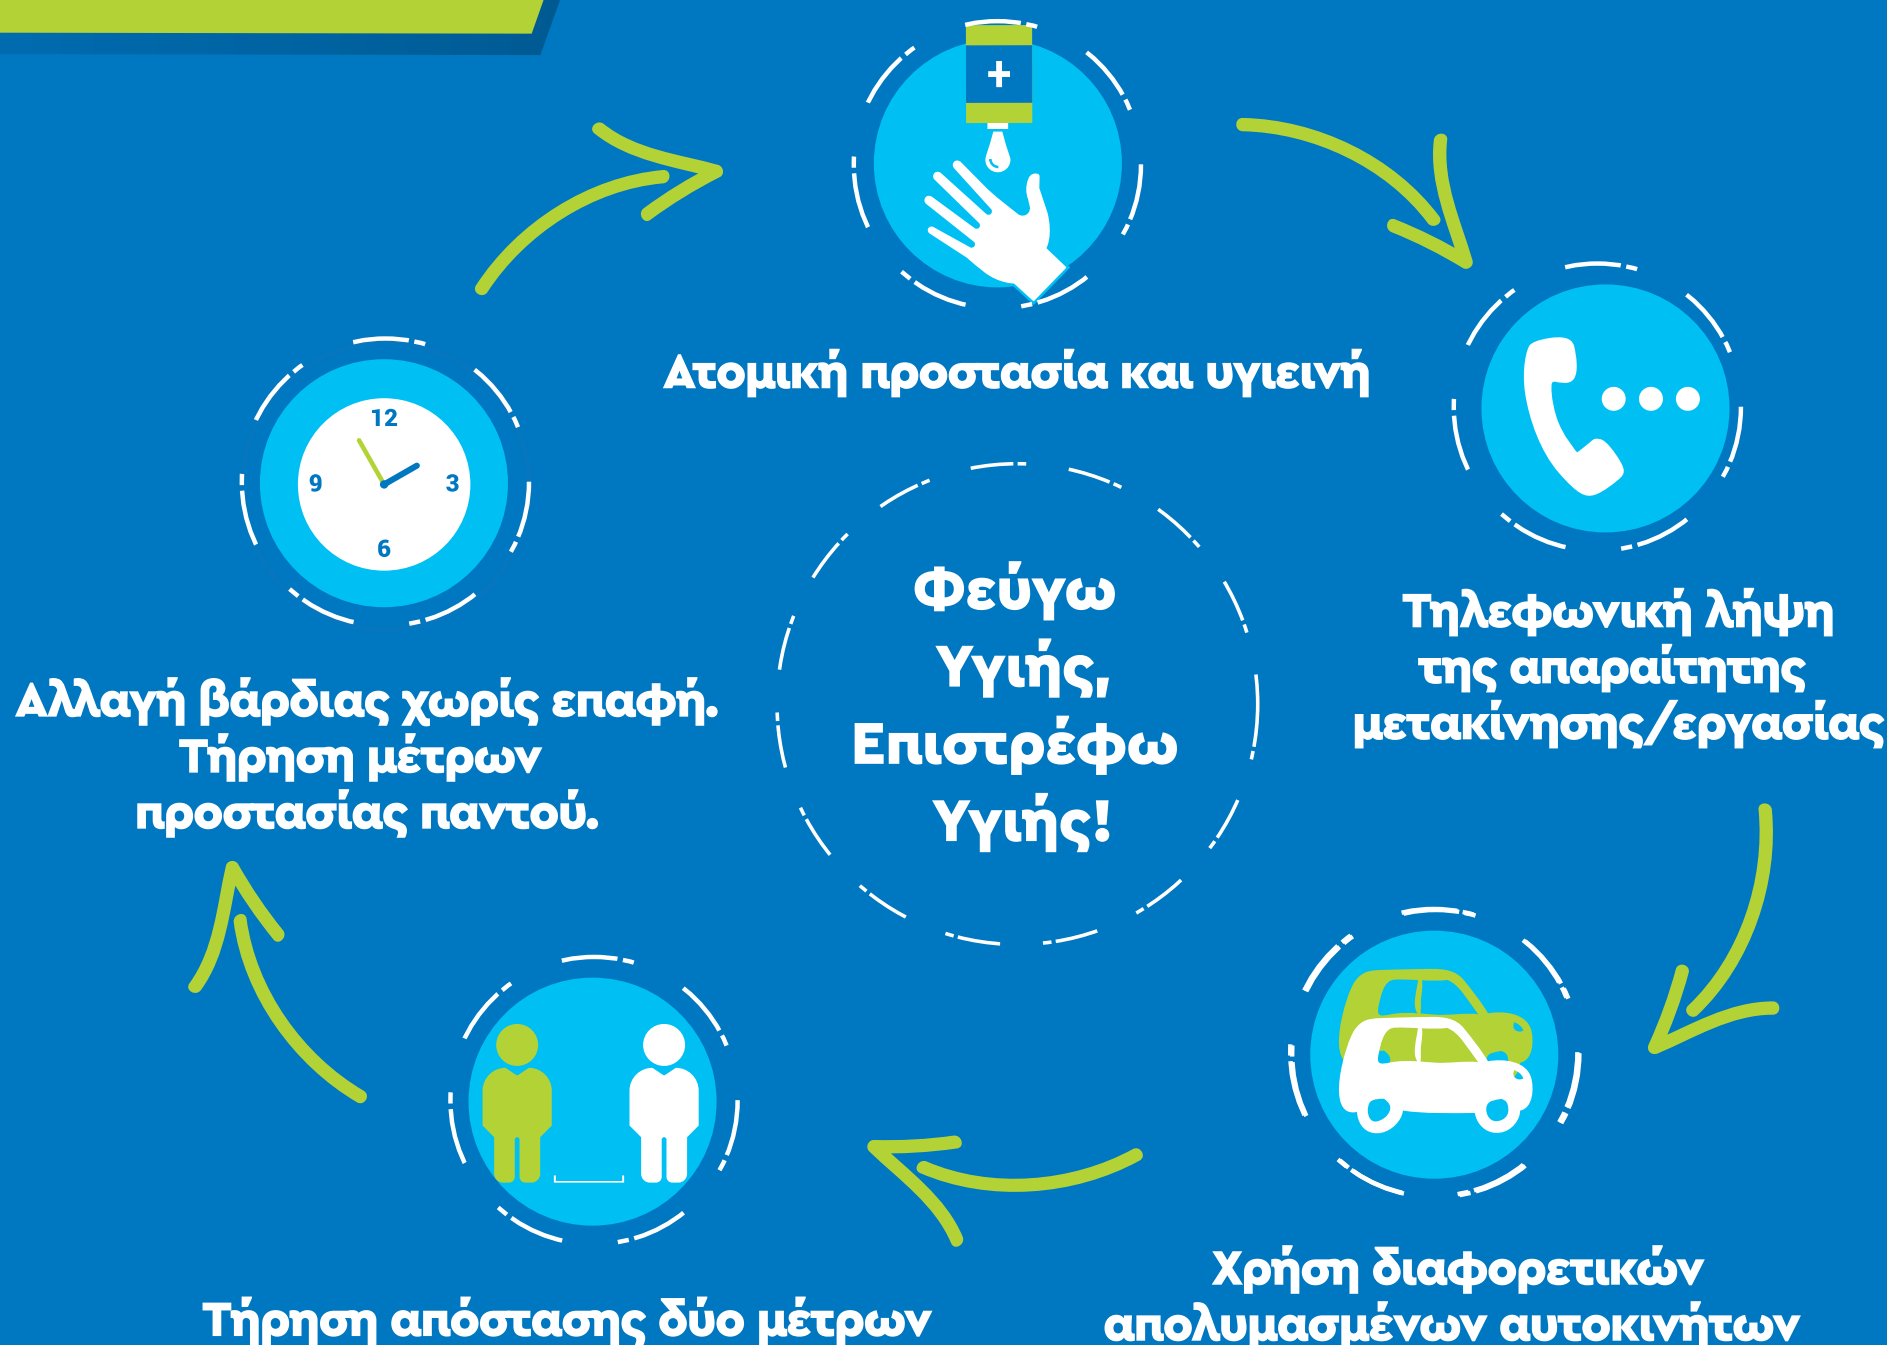 +
Ατομική προστασία και υγιεινή
Τηλεφωνική λήψη
της απαραίτητης
μετακίνησης/εργασίας
Χρήση διαφορετικών
απολυμασμένων αυτοκινήτων
Τήρηση απόστασης δύο μέτρων
12
9
3
6
Αλλαγή βάρδιας χωρίς επαφή.
Τήρηση μέτρων
προστασίας παντού.
Φεύγω
Υγιής,
Επιστρέφω
Υγιής!